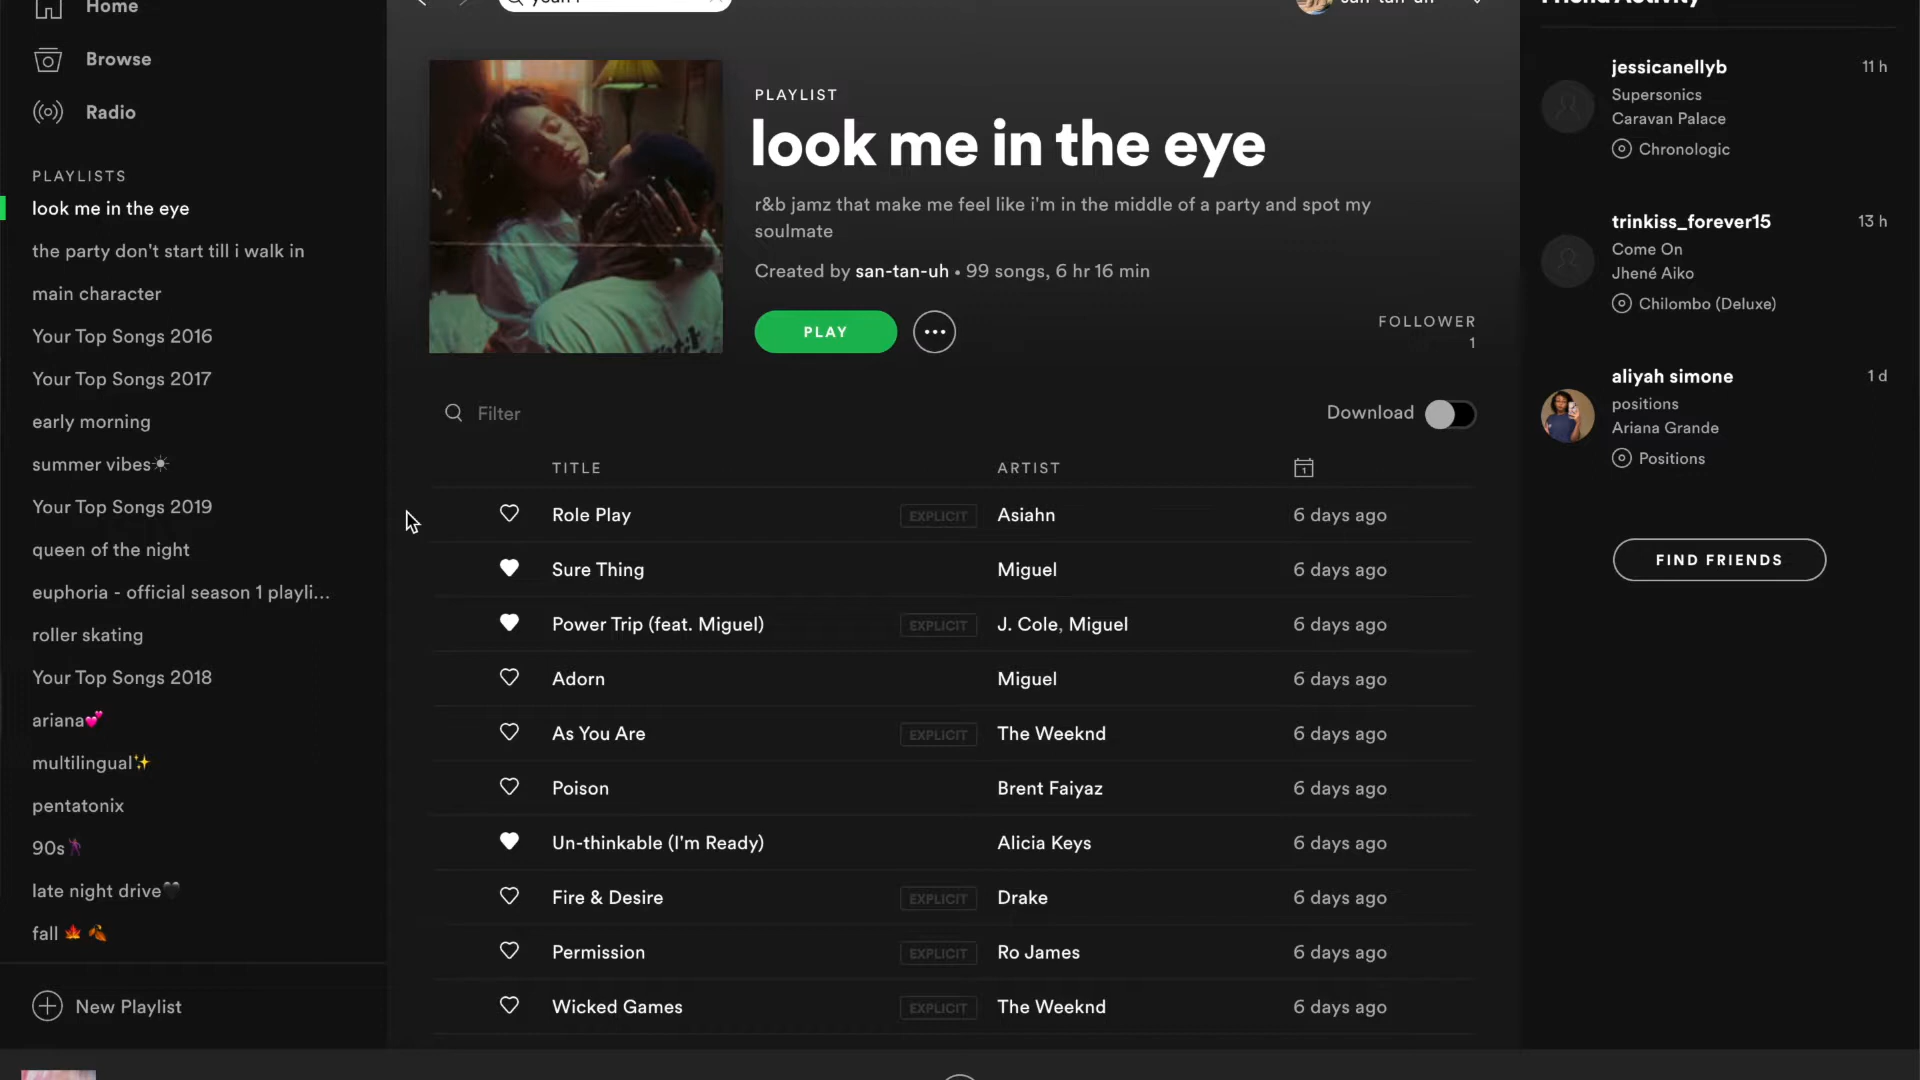 Home
Browse
Radio
PLAYLISTS
look me in the eye
the party don't start till i walk in
main character
Your Top Songs 2016
Your Top Songs 2017
early morning
summer vibes☀
Your Top Songs 2019
queen of the night
euphoria - official season 1 playli...
roller skating
Your Top Songs 2018
ariana💕
multilingual✨
pentatonix
90s🕺
late night drive🖤
fall 🍁 🍂
New Playlist
PLAYLIST
look me in the eye
r&b jamz that make me feel like i'm in the middle of a party and spot my
soulmate
Created by san-tan-uh • 99 songs, 6 hr 16 min
PLAY
FOLLOWER
1
Filter
Download
TITLE ARTIST
Role Play EXPLICIT Asiahn 6 days ago
Sure Thing Miguel 6 days ago
Power Trip (feat. Miguel) EXPLICIT J. Cole, Miguel 6 days ago
Adorn Miguel 6 days ago
As You Are EXPLICIT The Weeknd 6 days ago
Poison Brent Faiyaz 6 days ago
Un-thinkable (I'm Ready) Alicia Keys 6 days ago
Fire & Desire EXPLICIT Drake 6 days ago
Permission EXPLICIT Ro James 6 days ago
Wicked Games EXPLICIT The Weeknd 6 days ago
Friend Activity
jessicanellyb 11 h
Supersonics
Caravan Palace
Chronologic
trinkiss_forever15 13 h
Come On
Jhené Aiko
Chilombo (Deluxe)
aliyah simone 1 d
positions
Ariana Grande
Positions
FIND FRIENDS